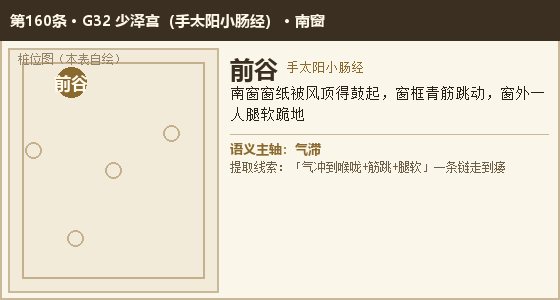 第160条·G32 少泽宫（手太阳小肠经）·南窗
桩位图（本表自绘）
前谷
前谷 手太阳小肠经
南窗窗纸被风顶得鼓起，窗框青筋跳动，窗外一
人腿软跪地
语义主轴：气滞
提取线索：「气冲到喉咙+筋跳+腿软」一条链走到痿